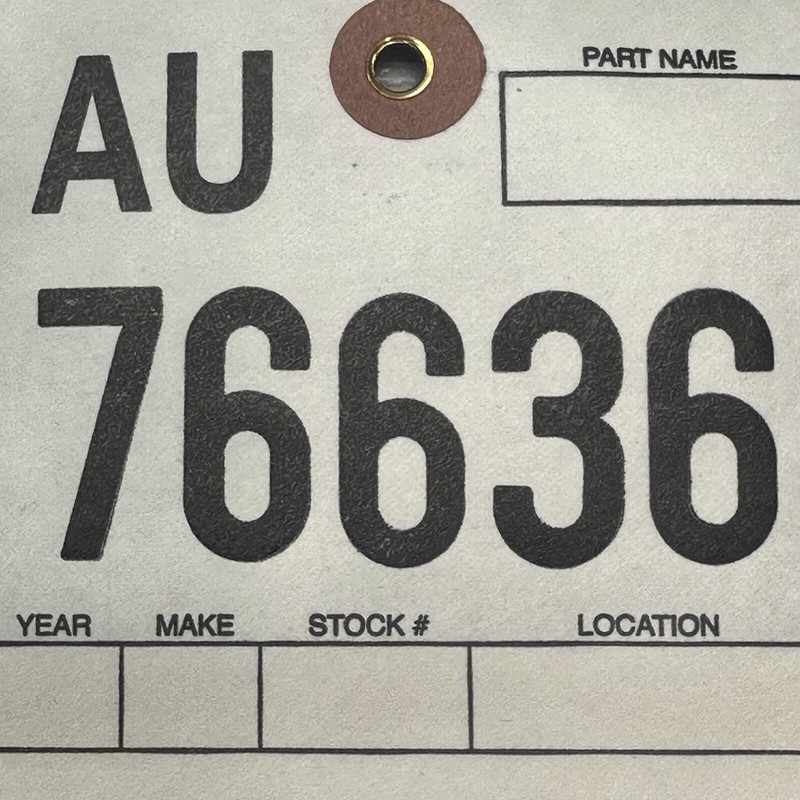 AU
PART NAME
76636
YEAR MAKE STOCK # LOCATION